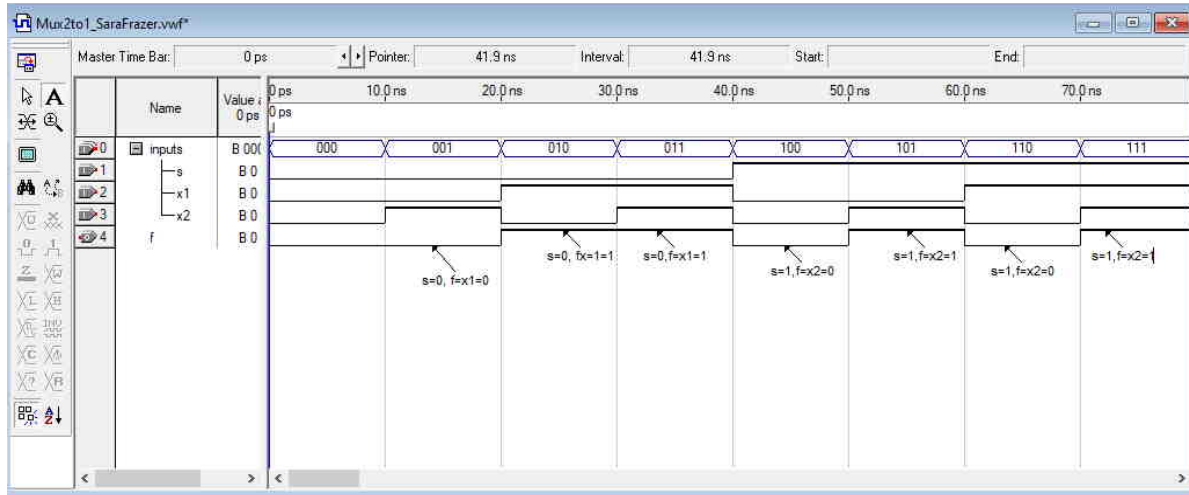 Mux2to1_SaraFrazer.vwf*
Master Time Bar: 0 ps Pointer: 41.9 ns Interval: 41.9 ns Start: End:
Name Value a 0 ps
0 ps 10.0 ns 20.0 ns 30.0 ns 40.0 ns 50.0 ns 60.0 ns 70.0 ns
0 ps
0 inputs B 000 000 001 010 011 100 101 110 111
1 s B 0
2 x1 B 0
3 x2 B 0
4 f B 0
s=0, f=x1=0
s=0, fx=1=1
s=0,f=x1=1
s=1,f=x2=0
s=1,f=x2=1
s=1,f=x2=0
s=1,f=x2=1